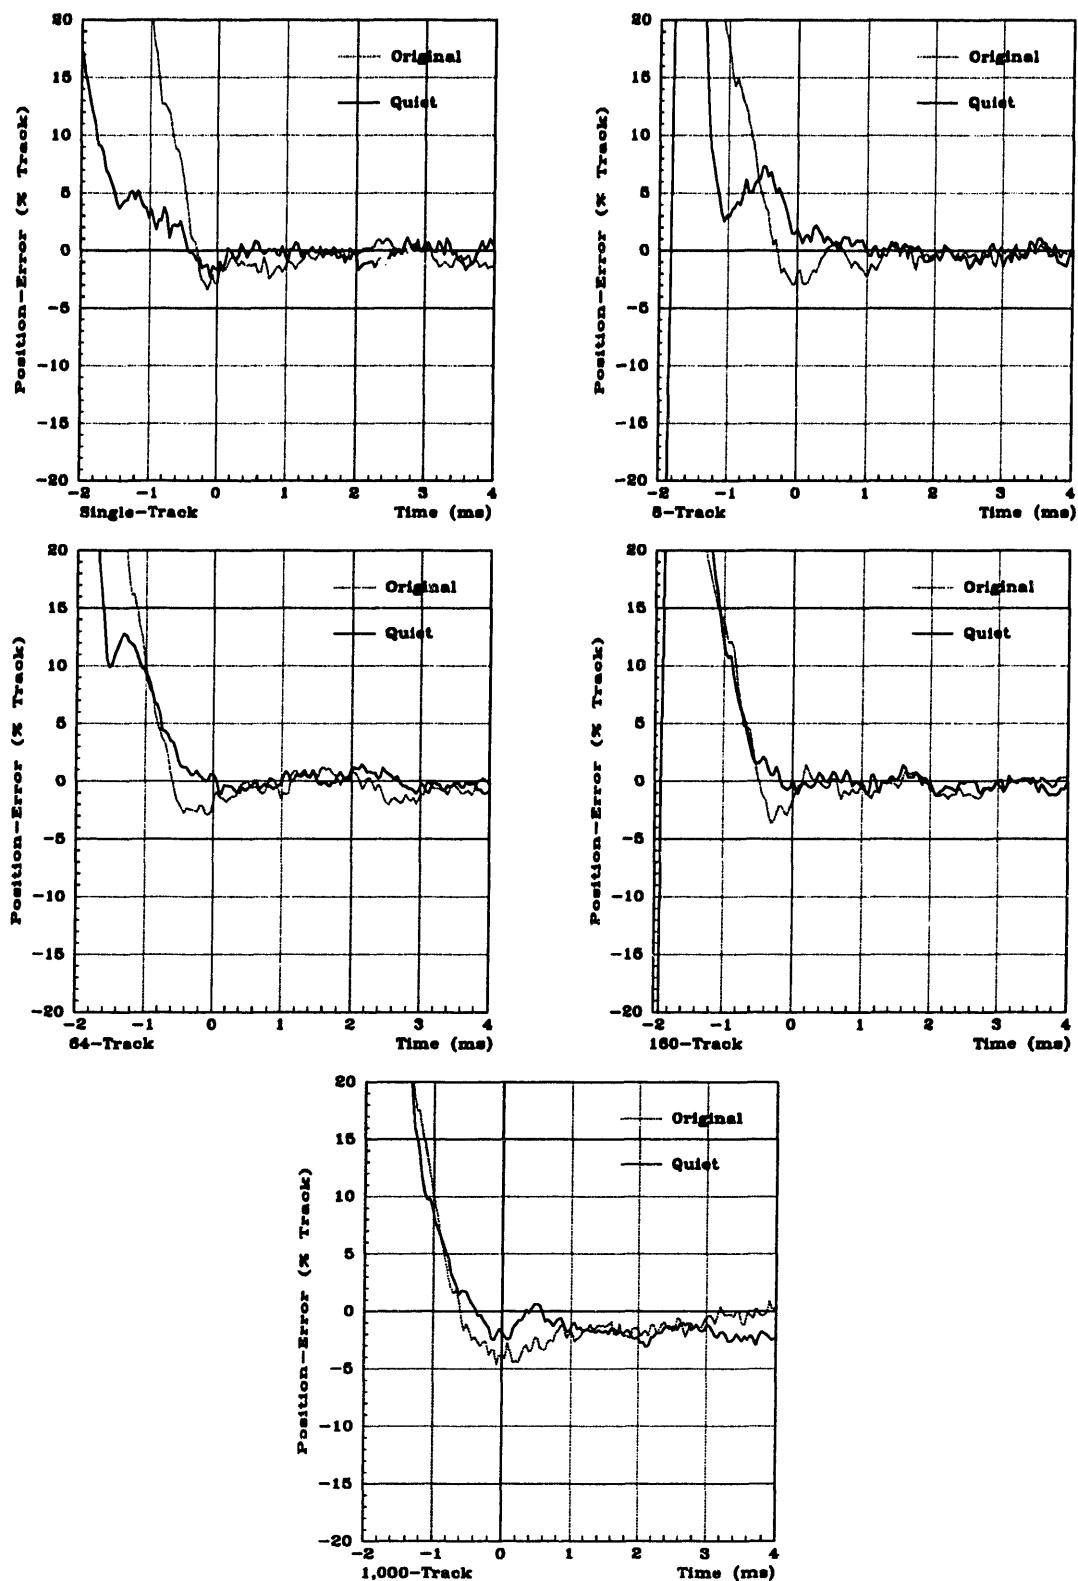 20
15
10
5
0
-5
-10
-15
-20
Position-Error (% Track)
Original
Quiet
-2 -1 0 1 2 3 4
Single-Track Time (ms)
20
15
10
5
0
-5
-10
-15
-20
Position-Error (% Track)
Original
Quiet
-2 -1 0 1 2 3 4
5-Track Time (ms)
20
15
10
5
0
-5
-10
-15
-20
Position-Error (% Track)
Original
Quiet
-2 -1 0 1 2 3 4
64-Track Time (ms)
20
15
10
5
0
-5
-10
-15
-20
Position-Error (% Track)
Original
Quiet
-2 -1 0 1 2 3 4
160-Track Time (ms)
20
15
10
5
0
-5
-10
-15
-20
Position-Error (% Track)
Original
Quiet
-2 -1 0 1 2 3 4
1,000-Track Time (ms)